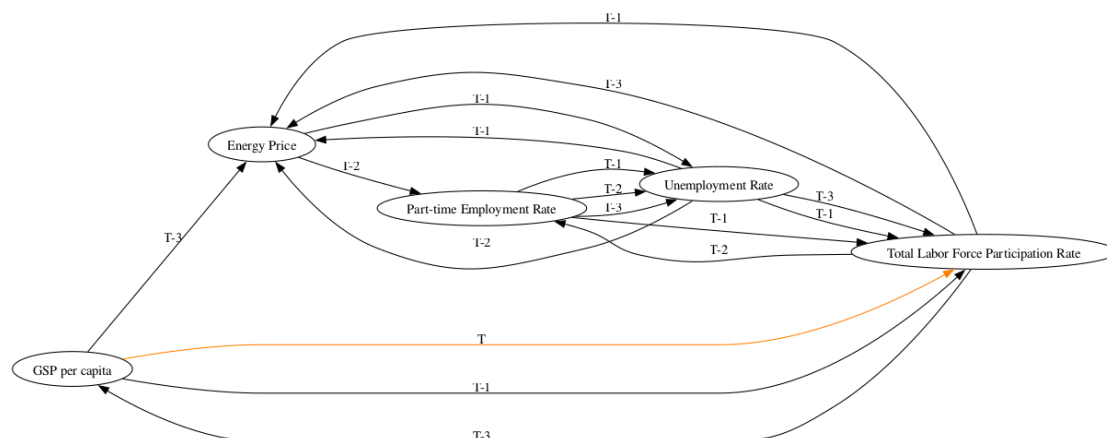 T-1
T-3
T-1
T-1
Energy Price
T-2
T-1
Unemployment Rate
T-2
T-3
T-3
Part-time Employment Rate
T-1
T-1
T-3
T-2
T-2
Total Labor Force Participation Rate
T
GSP per capita
T-1
T-3